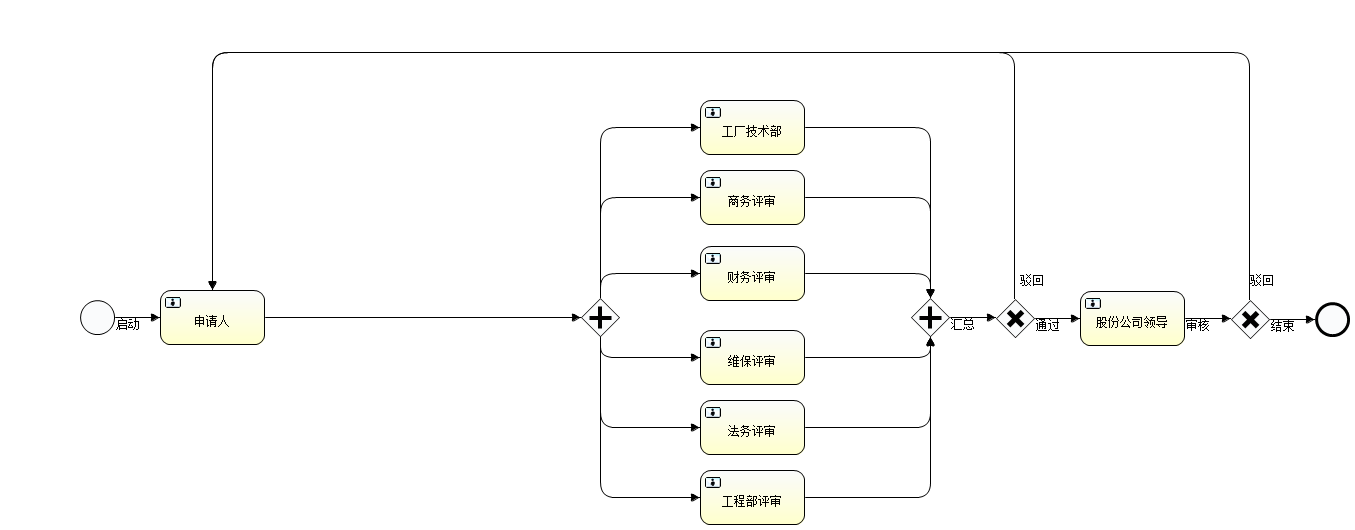 工厂技术部
商务评审
财务评审
驳回
驳回
启动
申请人
汇总
通过
股份公司领导
审核
结束
维保评审
法务评审
工程部评审